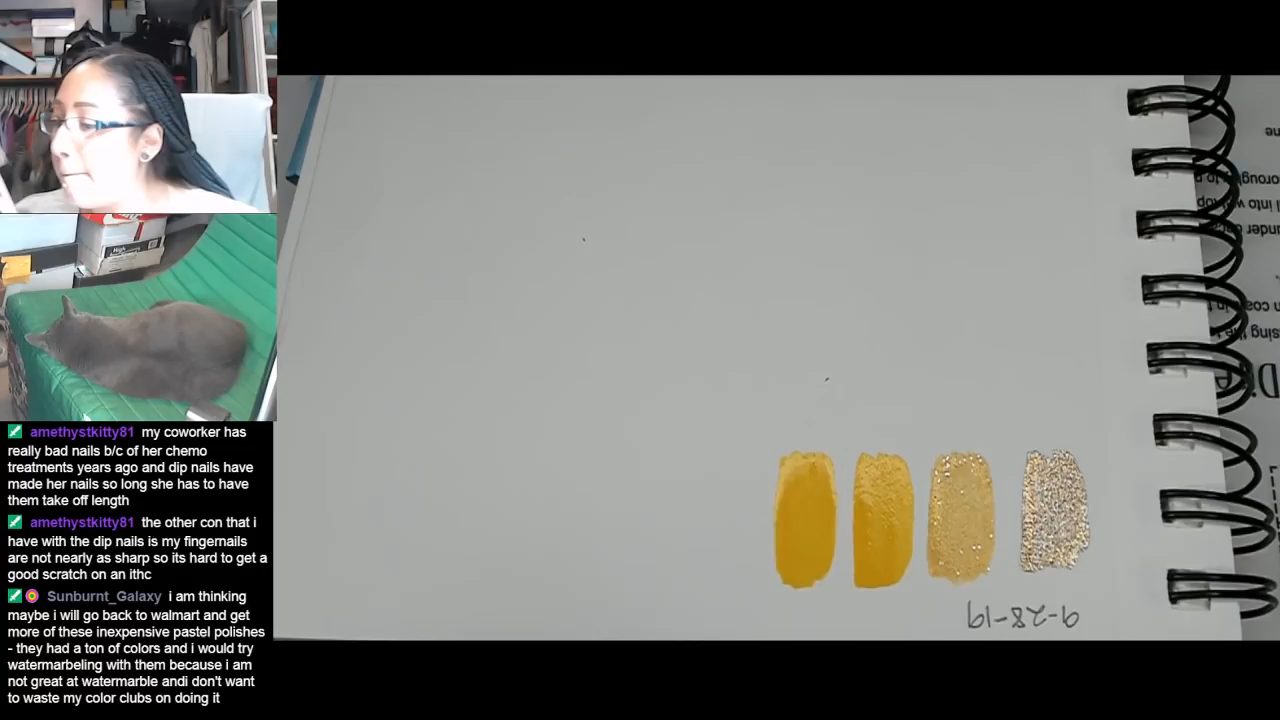 amethystkitty81 my coworker has
really bad nails b/c of her chemo
treatments years ago and dip nails have
made her nails so long she has to have
them take off length
amethystkitty81 the other con that i
have with the dip nails is my fingernails
are not nearly as sharp so its hard to get a
good scratch on an ithc
Sunburnt_Galaxy i am thinking
maybe i will go back to walmart and get
more of these inexpensive pastel polishes
- they had a ton of colors and i would try
watermarbeling with them because i am
not great at watermarble andi don't want
to waste my color clubs on doing it
High
9-28-19